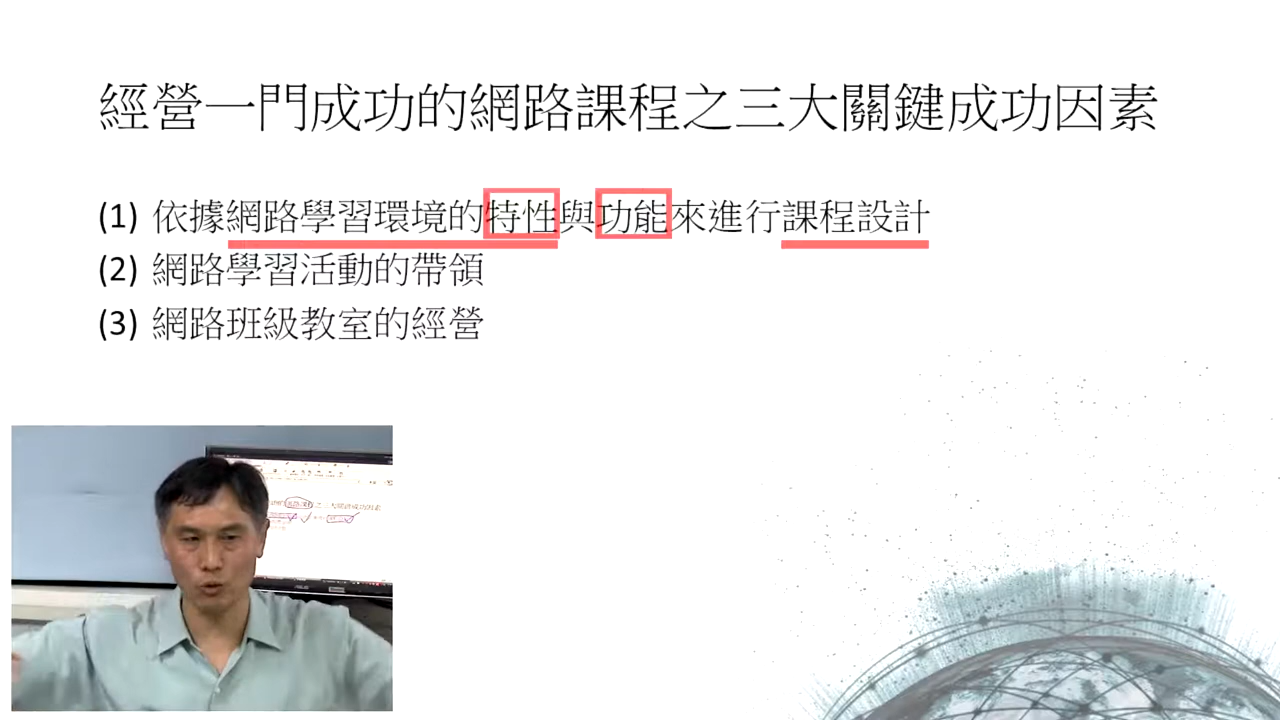 經營一門成功的網路課程之三大關鍵成功因素
(1) 依據網路學習環境的特性與功能來進行課程設計
(2) 網路學習活動的帶領
(3) 網路班級教室的經營